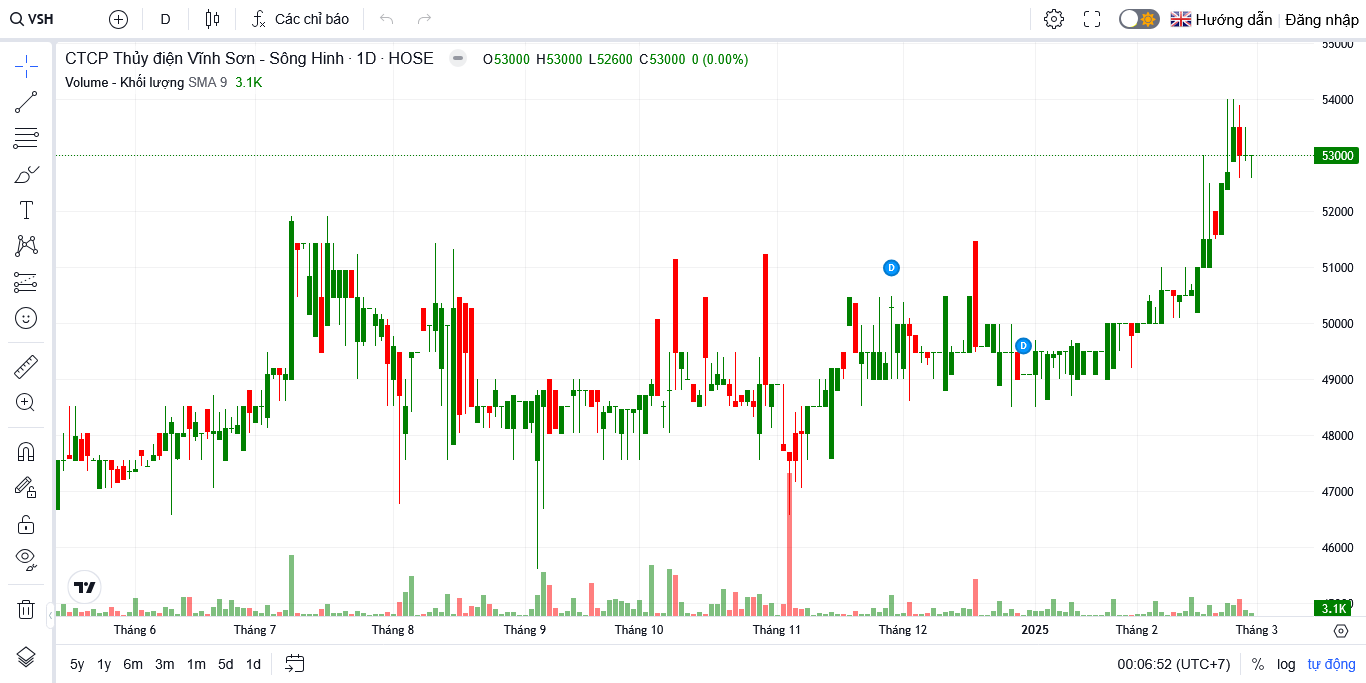 VSH D Các chỉ báo Hướng dẫn Đăng nhập
CTCP Thủy điện Vĩnh Sơn - Sông Hinh · 1D · HOSE O53000 H53000 L52600 C53000 0 (0.00%)
Volume - Khối lượng SMA 9 3.1K
55000
54000
53000
52000
51000
50000
49000
48000
47000
46000
3.1K
D
D
Tháng 6 Tháng 7 Tháng 8 Tháng 9 Tháng 10 Tháng 11 Tháng 12 2025 Tháng 2 Tháng 3
5y 1y 6m 3m 1m 5d 1d 00:06:52 (UTC+7) % log tự động